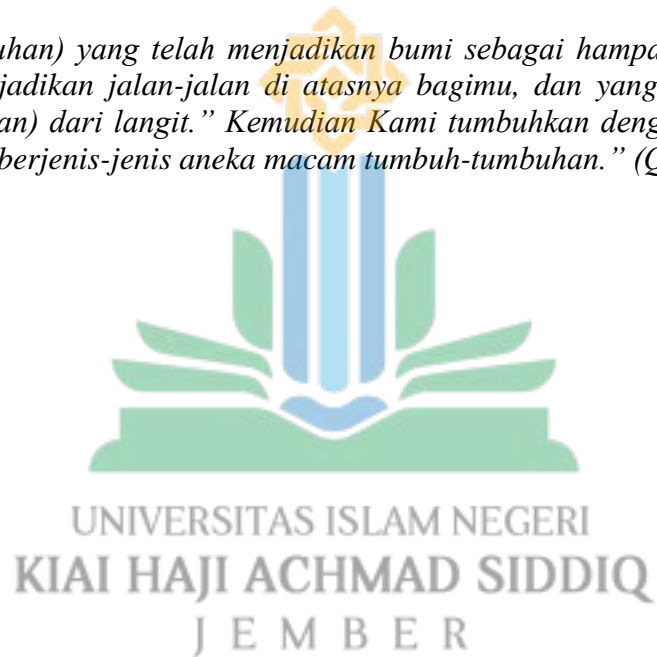 uhan) yang telah menjadikan bumi sebagai hampa
jadikan jalan-jalan di atasnya bagimu, dan yang
an) dari langit.” Kemudian Kami tumbuhkan deng
berjenis-jenis aneka macam tumbuh-tumbuhan.” (Q
UNIVERSITAS ISLAM NEGERI
KIAI HAJI ACHMAD SIDDIQ
JEMBER